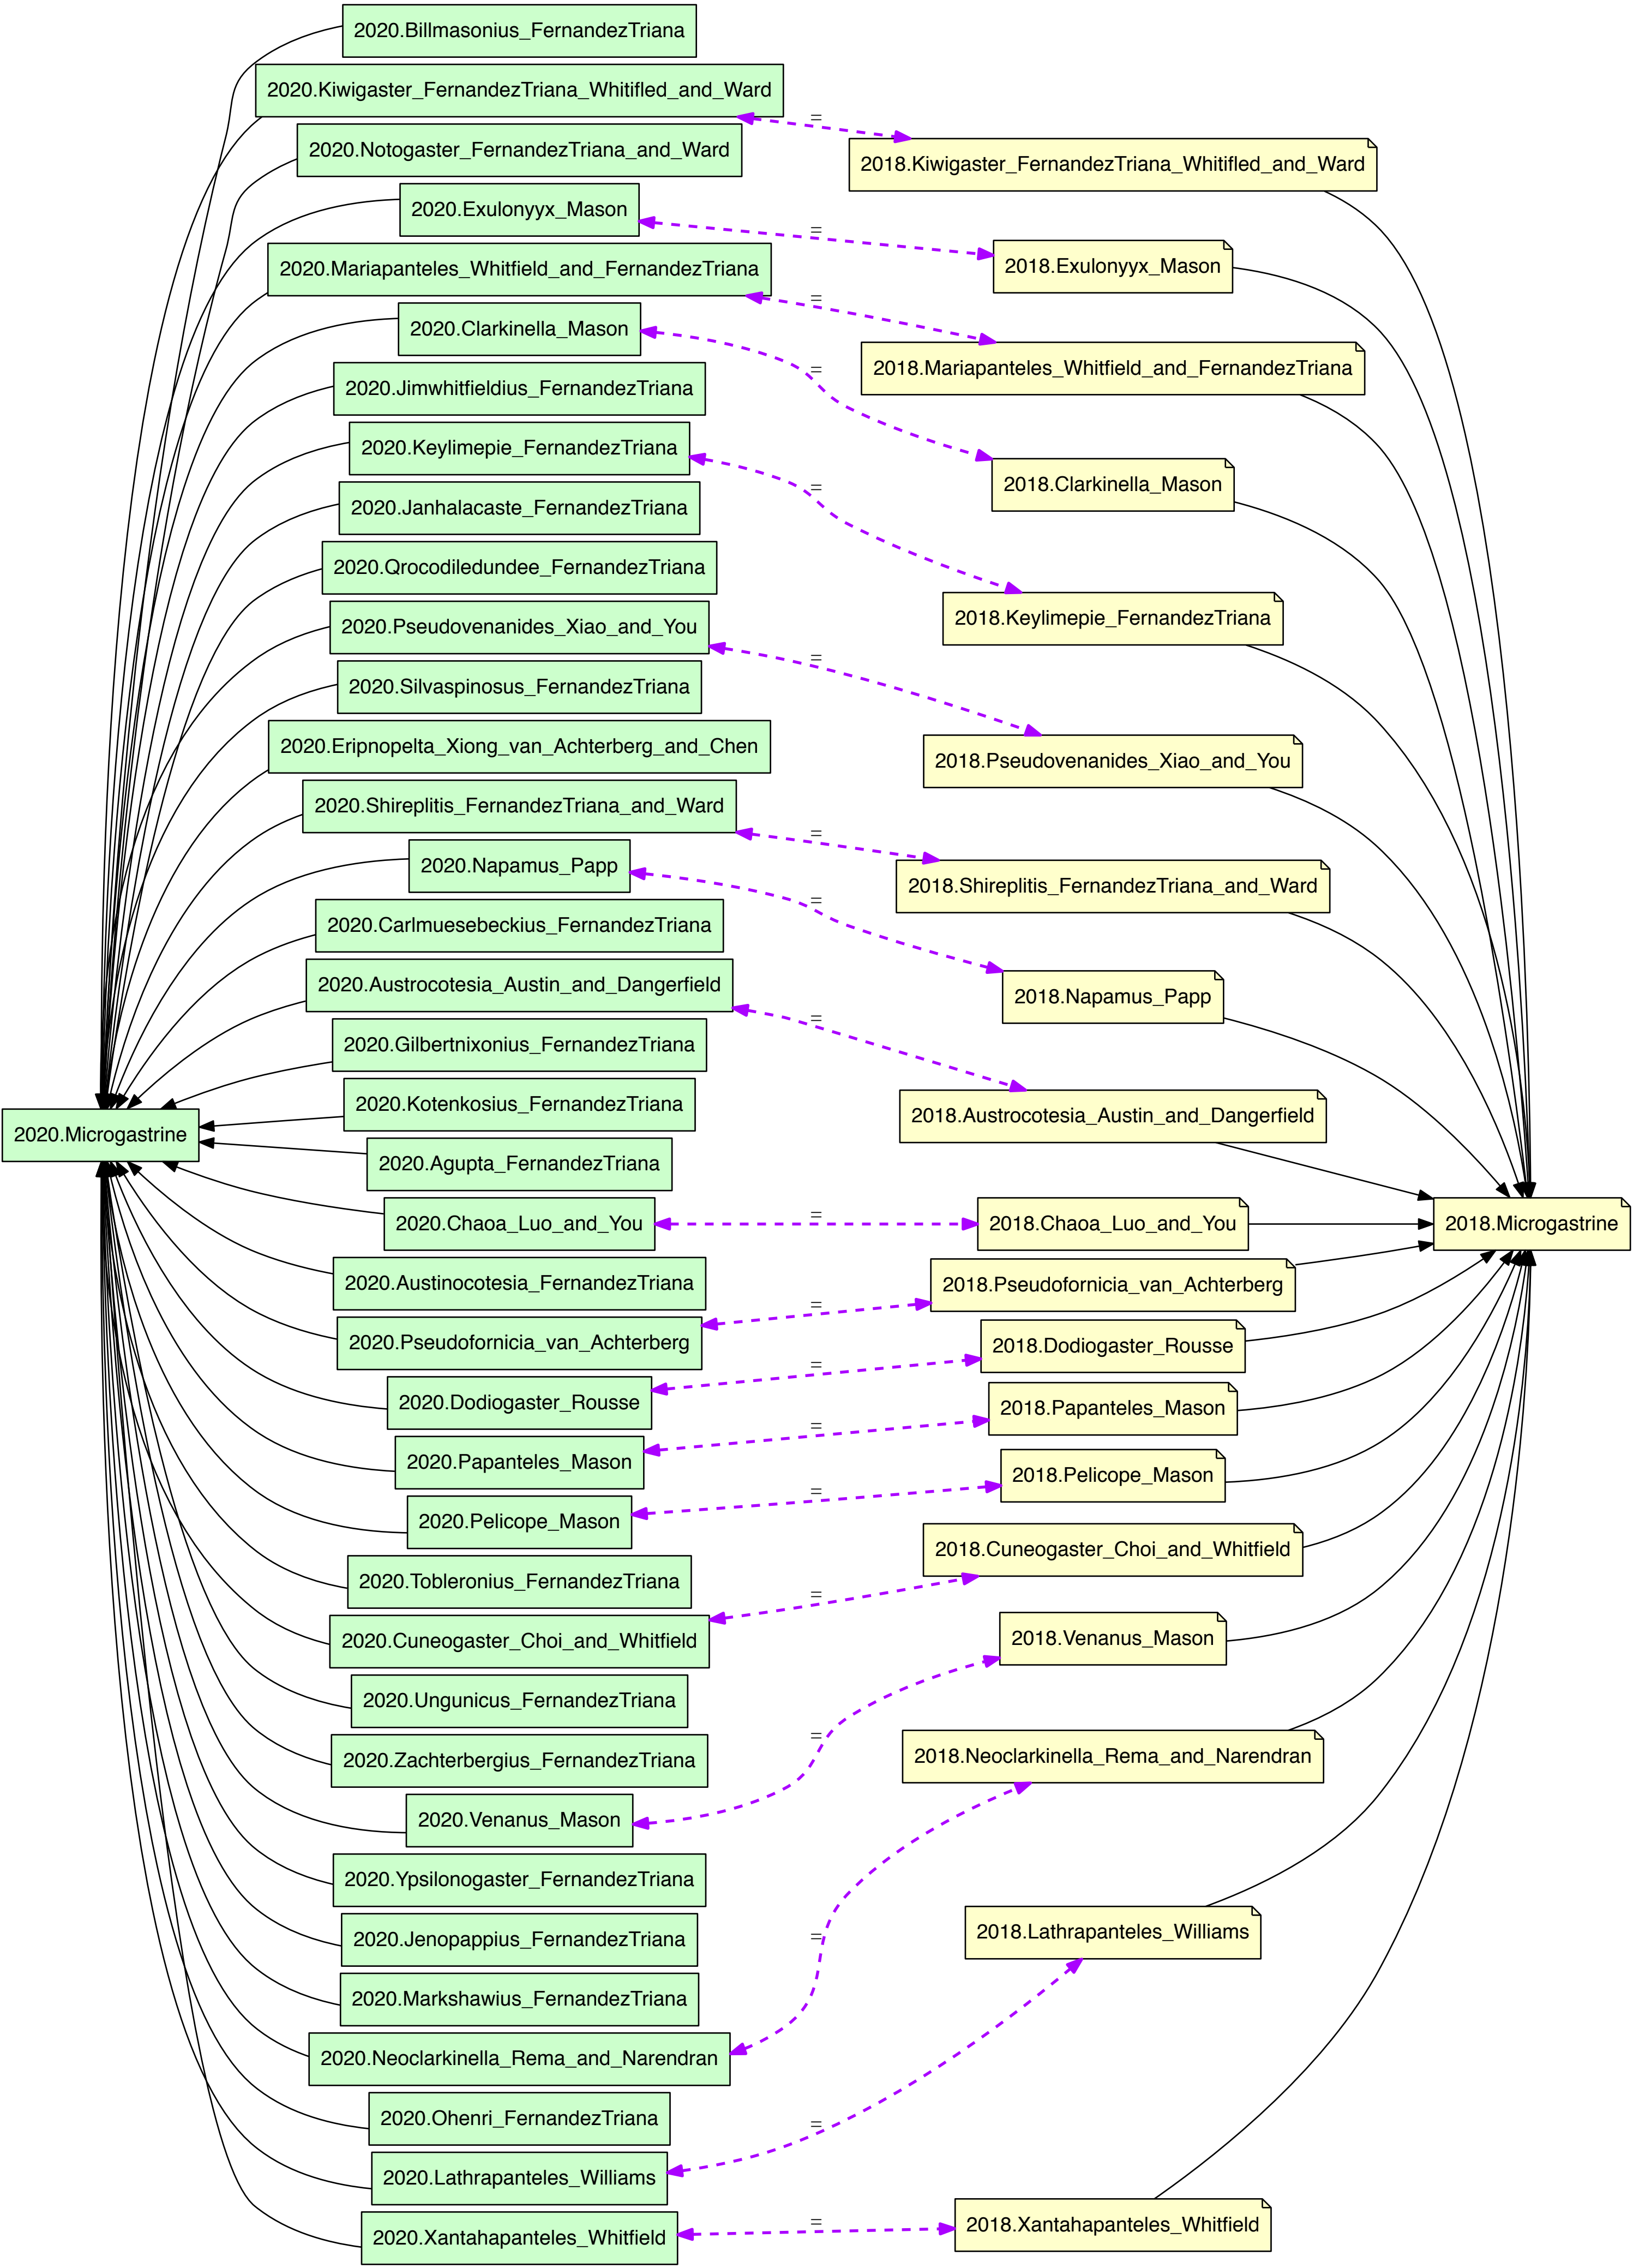 2020.Billmasonius_FernandezTriana
2020.Kiwigaster_FernandezTriana_Whitifled_and_Ward
=
2020.Notogaster_FernandezTriana_and_Ward
2018.Kiwigaster_FernandezTriana_Whitifled_and_Ward
2020.Exulonyyx_Mason
=
2018.Exulonyyx_Mason
2020.Mariapanteles_Whitfield_and_FernandezTriana
=
2020.Clarkinella_Mason
2018.Mariapanteles_Whitfield_and_FernandezTriana
=
2020.Jimwhitfieldius_FernandezTriana
2020.Keylimepie_FernandezTriana
2018.Clarkinella_Mason
=
2020.Janhalacaste_FernandezTriana
2020.Qrocodiledundee_FernandezTriana
2018.Keylimepie_FernandezTriana
2020.Pseudovenanides_Xiao_and_You
=
2020.Silvaspinosus_FernandezTriana
2020.Eripnopelta_Xiong_van_Achterberg_and_Chen
2018.Pseudovenanides_Xiao_and_You
2020.Shireplitis_FernandezTriana_and_Ward
=
2020.Napamus_Papp
2018.Shireplitis_FernandezTriana_and_Ward
=
2020.Carlmuesebeckius_FernandezTriana
2020.Austrocotesia_Austin_and_Dangerfield
2018.Napamus_Papp
=
2020.Gilbertnixonius_FernandezTriana
2020.Kotenkosius_FernandezTriana
2018.Austrocotesia_Austin_and_Dangerfield
2020.Microgastrine
2020.Agupta_FernandezTriana
=
2020.Chaoa_Luo_and_You
2018.Chaoa_Luo_and_You
2018.Microgastrine
2020.Austinocotesia_FernandezTriana
2018.Pseudofornicia_van_Achterberg
=
2020.Pseudofornicia_van_Achterberg
2018.Dodiogaster_Rousse
=
2020.Dodiogaster_Rousse
2018.Papanteles_Mason
=
2020.Papanteles_Mason
2018.Pelicope_Mason
=
2020.Pelicope_Mason
2018.Cuneogaster_Choi_and_Whitfield
2020.Tobleronius_FernandezTriana
=
2020.Cuneogaster_Choi_and_Whitfield
2018.Venanus_Mason
2020.Ungunicus_FernandezTriana
=
2018.Neoclarkinella_Rema_and_Narendran
2020.Zachterbergius_FernandezTriana
2020.Venanus_Mason
2020.Ypsilonogaster_FernandezTriana
2018.Lathrapanteles_Williams
=
2020.Jenopappius_FernandezTriana
2020.Markshawius_FernandezTriana
2020.Neoclarkinella_Rema_and_Narendran
2020.Ohenri_FernandezTriana
=
2020.Lathrapanteles_Williams
=
2018.Xantahapanteles_Whitfield
2020.Xantahapanteles_Whitfield